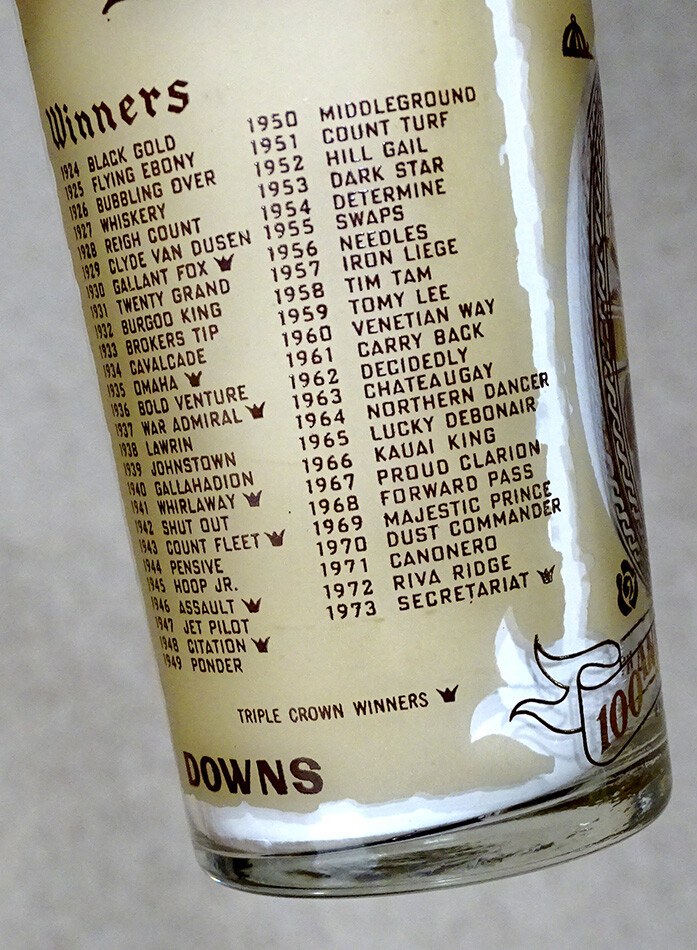 Winners
1924 BLACK GOLD
1925 FLYING EBONY
1926 BUBBLING OVER
1927 WHISKERY
1928 REIGH COUNT
1929 CLYDE VAN DUSEN
1930 GALLANT FOX
1931 TWENTY GRAND
1932 BURGOO KING
1933 BROKERS TIP
1934 CAVALCADE
1935 OMAHA
1936 BOLD VENTURE
1937 WAR ADMIRAL
1938 LAWRIN
1939 JOHNSTOWN
1940 GALLAHADION
1941 WHIRLAWAY
1942 SHUT OUT
1943 COUNT FLEET
1944 PENSIVE
1945 HOOP JR.
1946 ASSAULT
1947 JET PILOT
1948 CITATION
1949 PONDER
1950 MIDDLEGROUND
1951 COUNT TURF
1952 HILL GAIL
1953 DARK STAR
1954 DETERMINE
1955 SWAPS
1956 NEEDLES
1957 IRON LIEGE
1958 TIM TAM
1959 TOMY LEE
1960 VENETIAN WAY
1961 CARRY BACK
1962 DECIDEDLY
1963 CHATEAUGAY
1964 NORTHERN DANCER
1965 LUCKY DEBONAIR
1966 KAUAI KING
1967 PROUD CLARION
1968 FORWARD PASS
1969 MAJESTIC PRINCE
1970 DUST COMMANDER
1971 CANONERO
1972 RIVA RIDGE
1973 SECRETARIAT
TRIPLE CROWN WINNERS
DOWNS
100